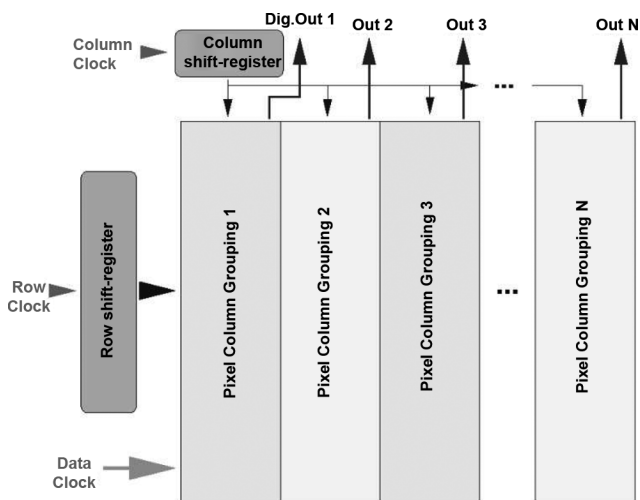 Dig.Out 1
Out 2
Out 3
Out N
Column
Clock
Column
shift-register
...
Row
Clock
Row shift-register
Pixel Column Grouping 1
Pixel Column Grouping 2
Pixel Column Grouping 3
...
Pixel Column Grouping N
Data
Clock